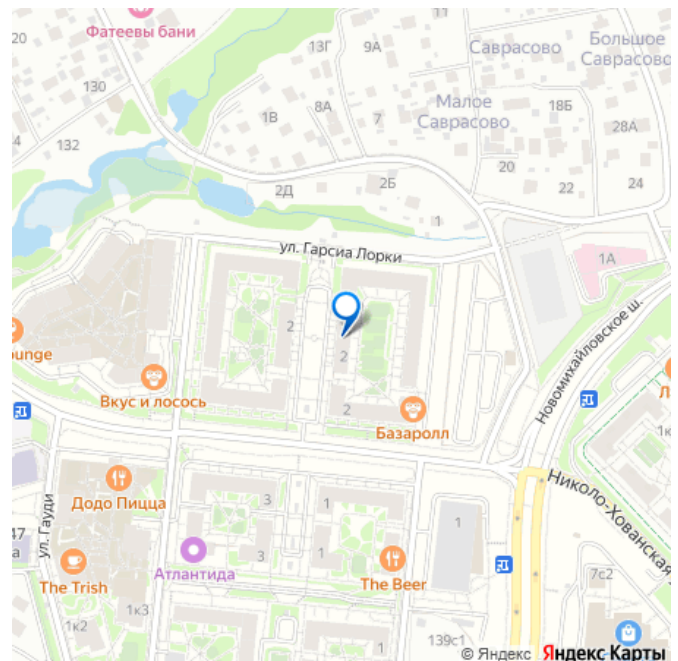 Фатеевы бани
13Г
9А
Саврасово
Большое
Саврасово
20
130
1В
8А
7
Малое
Саврасово
18Б
28А
4
132
2Д
2Б
20
22
24
1
ул. Гарсиа Лорки
1А
Новомихайловское ш.
2
2
2
ounge
Вкус и лосось
Базаролл
Л
1к
Николо-Хованская
Додо Пицца
ул. Гауди
47
а
3
1
1
Атлантида
3
1
The Beer
The Trish
7с2
1к3
1к2
139с1
© Яндекс Яндекс Карты